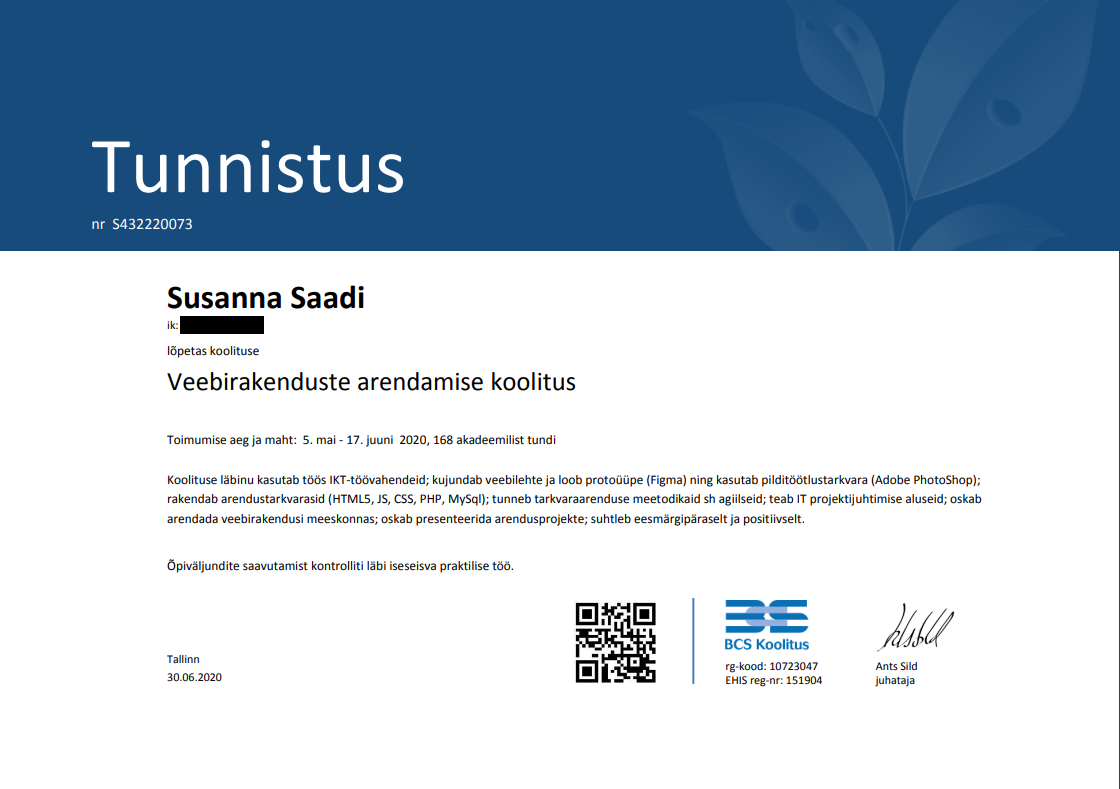 Tunnistus
nr S432220073
Susanna Saadi
ik:
lõpetas koolituse
Veebirakenduste arendamise koolitus
Toimumise aeg ja maht: 5. mai - 17. juuni 2020, 168 akadeemilist tundi
Koolituse läbinu kasutab töös IKT-töövahendeid; kujundab veebilehte ja loob protoüüpe (Figma) ning kasutab pilditöötlustarkvara (Adobe PhotoShop);
rakendab arendustarkvarasid (HTML5, JS, CSS, PHP, MySql); tunneb tarkvaraarenduse meetodikaid sh agiilseid; teab IT projektijuhtimise aluseid; oskab
arendada veebirakendusi meeskonnas; oskab presenteerida arendusprojekte; suhtleb eesmärgipäraselt ja positiivselt.
Õpiväljundite saavutamist kontrolliti läbi iseseisva praktilise töö.
Tallinn
30.06.2020
BCS
BCS Koolitus
rg-kood: 10723047
EHIS reg-nr: 151904
Ants Sild
juhataja